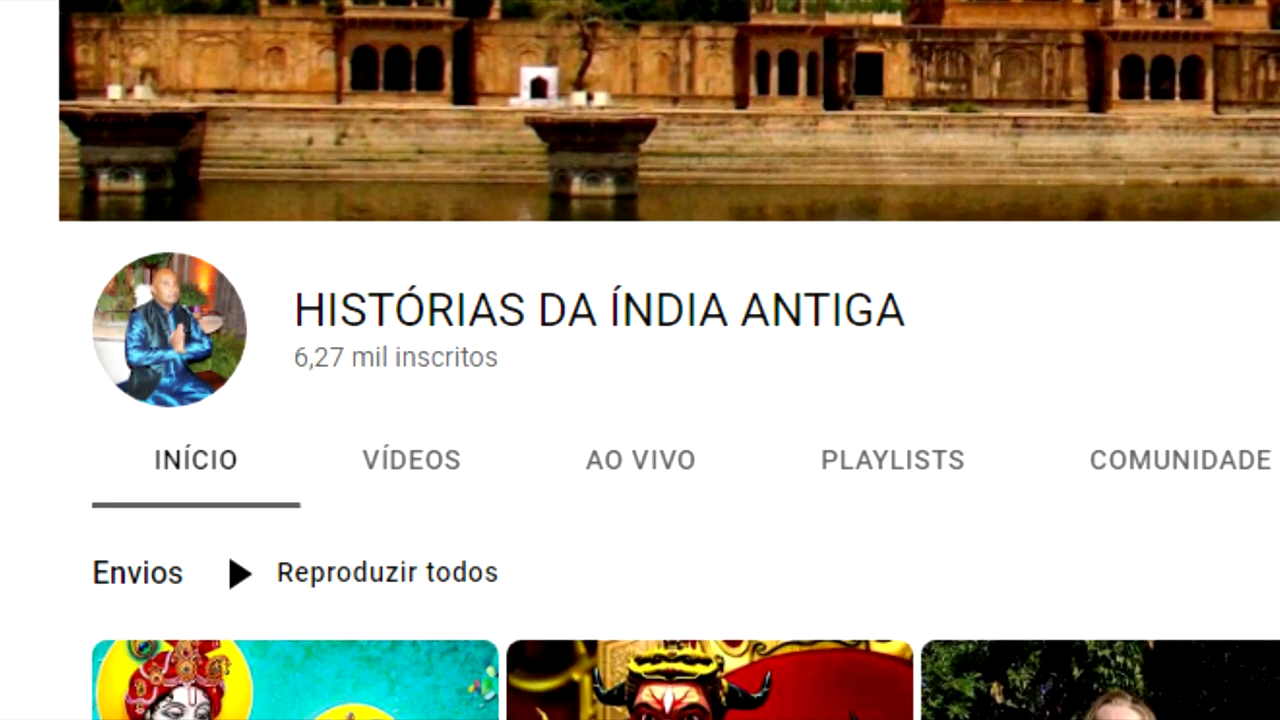 HISTÓRIAS DA ÍNDIA ANTIGA
6,27 mil inscritos
INÍCIO VÍDEOS AO VIVO PLAYLISTS COMUNIDADE
Envios Reproduzir todos